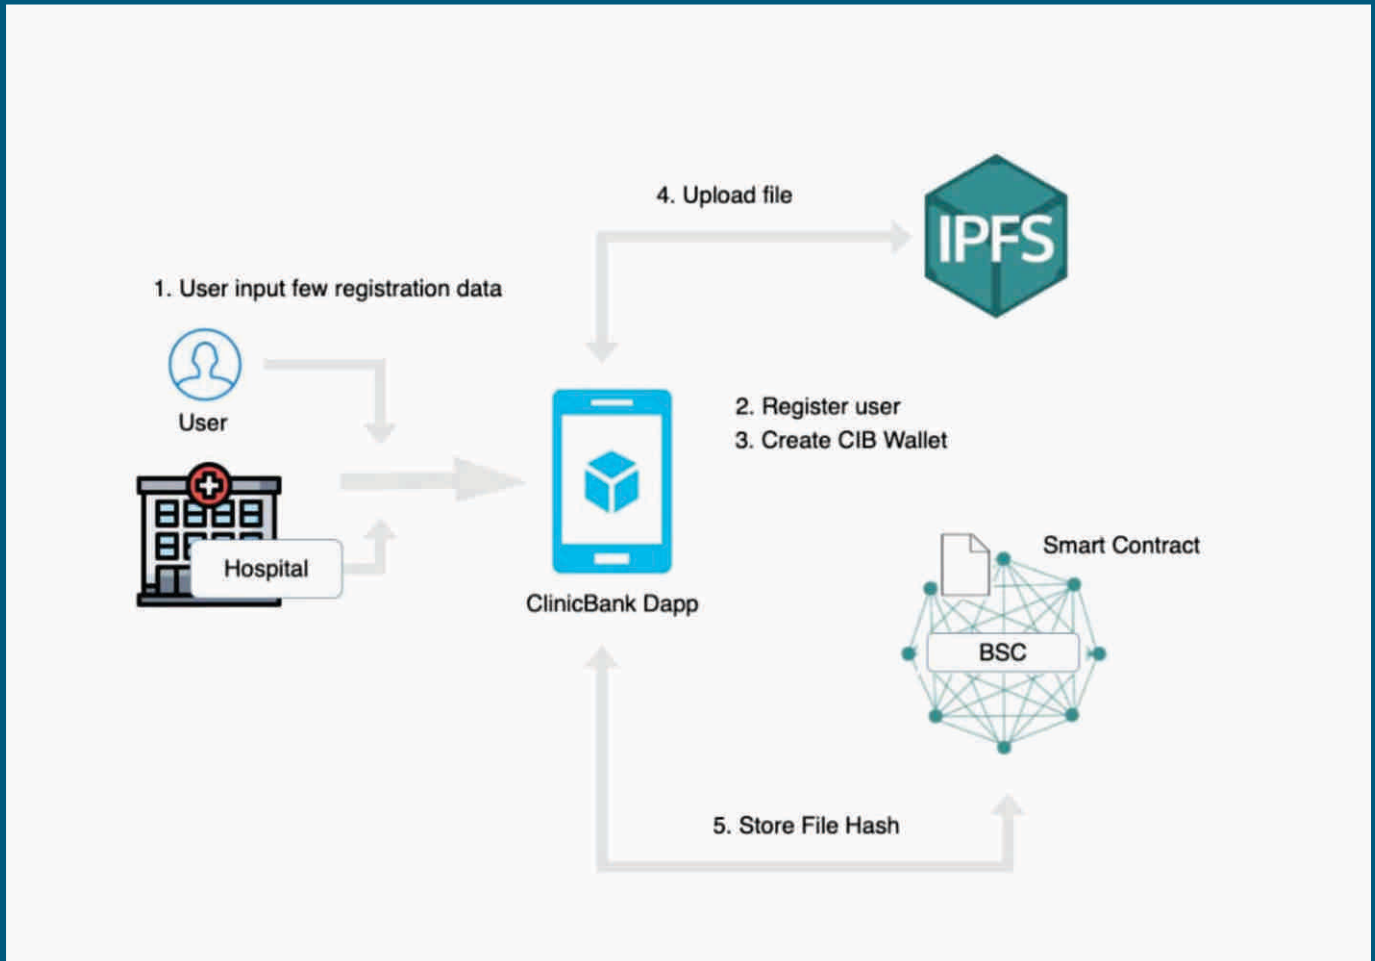 4. Upload file
IPFS
1. User input few registration data
User
2. Register user
3. Create CIB Wallet
Hospital
ClinicBank Dapp
Smart Contract
BSC
5. Store File Hash